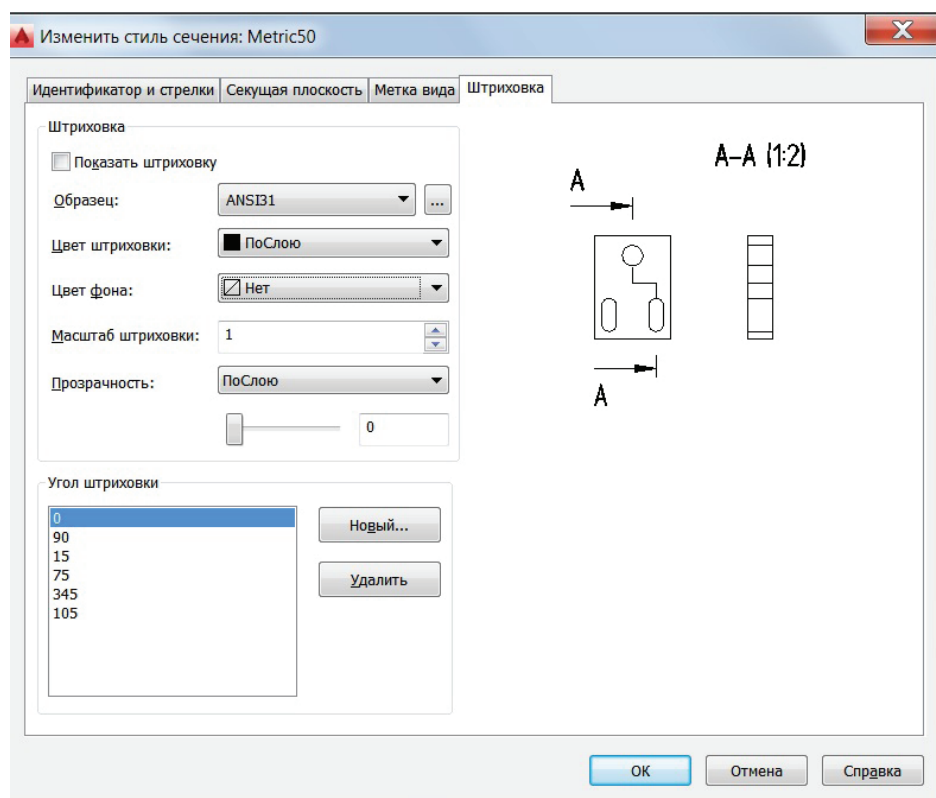 Изменить стиль сечения: Metric50
Идентификатор и стрелки Секущая плоскость Метка вида Штриховка
Штриховка
Показать штриховку
Образец: ANSI31 ...
Цвет штриховки: ПоСлою
Цвет фона: Нет
Масштаб штриховки: 1
Прозрачность: ПоСлою
0
Угол штриховки
0
90
15
75
345
105
Новый...
Удалить
A–A (1:2)
A
A
ОК Отмена Справка